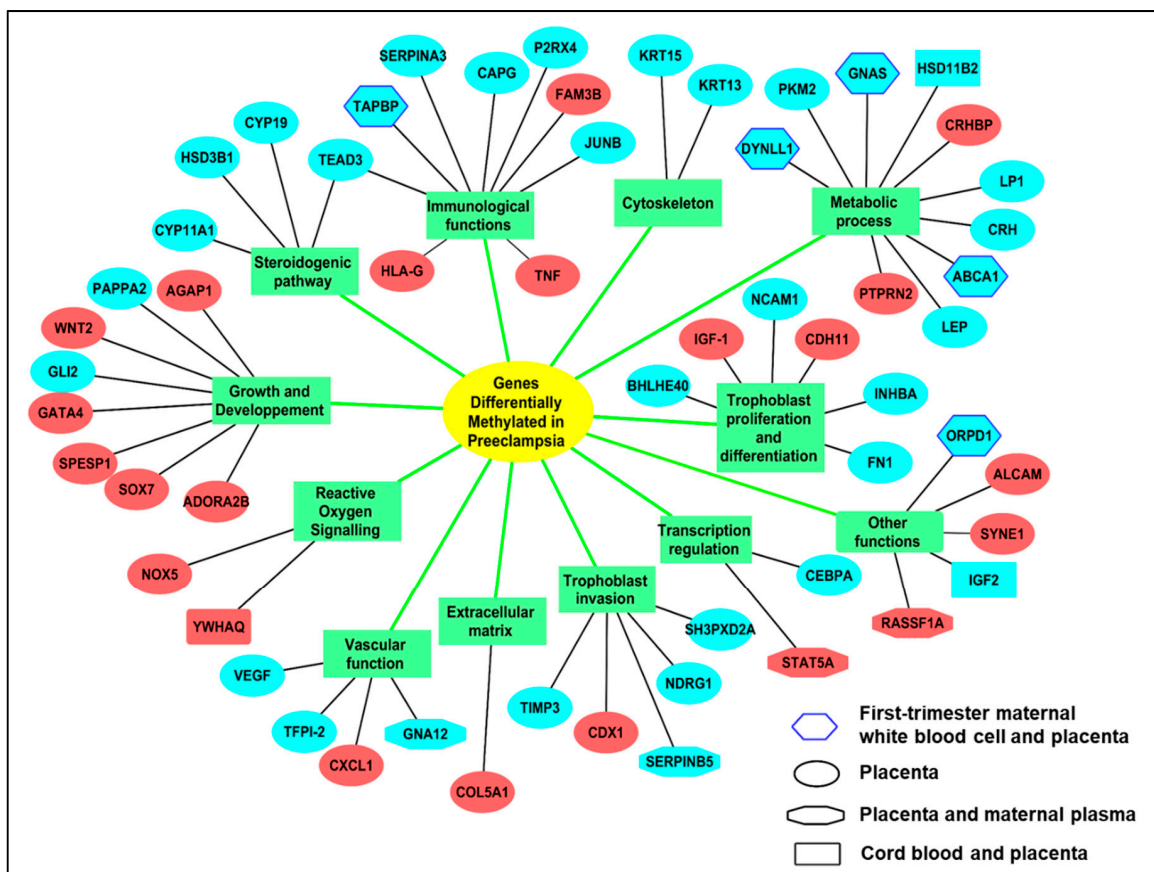 P2RX4
KRT15
SERPINA3
CAPG
GNAS
HSD11B2
PKM2
KRT13
TAPBP
FAM3B
CYP19
CRHBP
HSD3B1
TEAD3
JUNB
DYNLL1
LP1
Immunological
functions
Cytoskeleton
Metabolic
process
CYP11A1
CRH
Steroidogenic
pathway
HLA-G
TNF
ABCA1
PAPPA2
AGAP1
PTPRN2
NCAM1
LEP
WNT2
IGF-1
CDH11
GLI2
Growth and
Developpement
Genes
Differentially
Methylated in
Preeclampsia
BHLHE40
Trophoblast
proliferation and
differentiation
INHBA
GATA4
ORPD1
SPESP1
FN1
ALCAM
SOX7
ADORA2B
Reactive
Oxygen
Signalling
Transcription
regulation
Other
functions
SYNE1
NOX5
CEBPA
IGF2
Trophoblast
invasion
Extracellular
matrix
YWHAQ
SH3PXD2A
RASSF1A
Vascular
function
STAT5A
VEGF
NDRG1
TIMP3
TFPI-2
GNA12
CDX1
CXCL1
SERPINB5
COL5A1
First-trimester maternal
white blood cell and placenta
Placenta
Placenta and maternal plasma
Cord blood and placenta